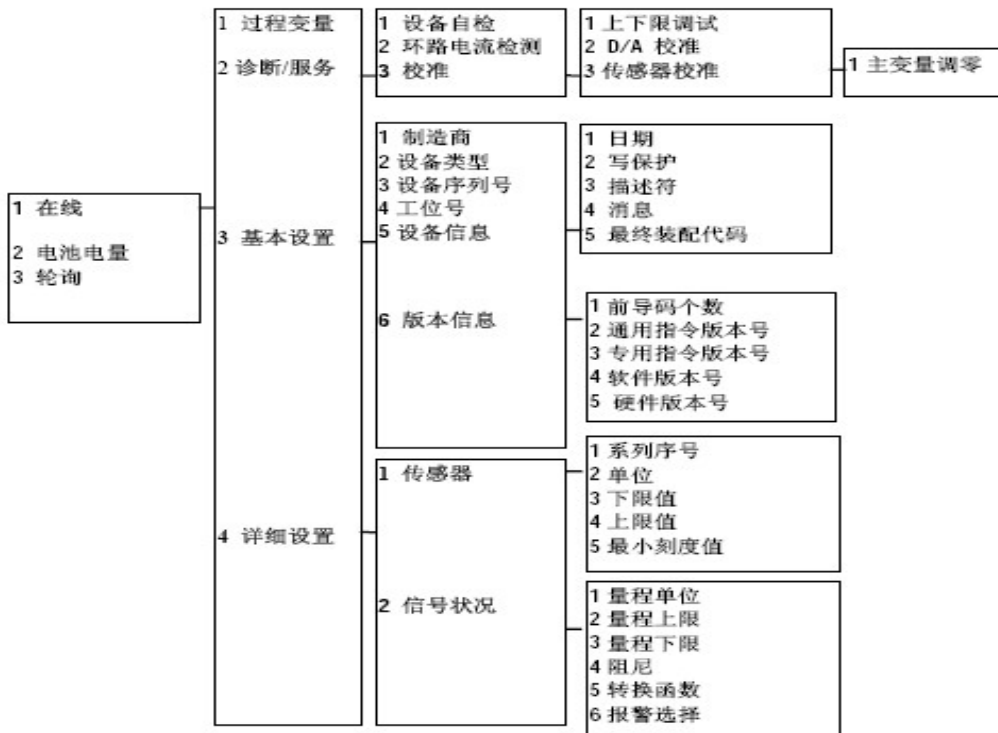 1 在线
2 电池电量
3 轮询
1 过程变量
2 诊断/服务
3 基本设置
4 详细设置
1 设备自检
2 环路电流检测
3 校准
1 上下限调试
2 D/A 校准
3 传感器校准
1 主变量调零
1 制造商
2 设备类型
3 设备序列号
4 工位号
5 设备信息
6 版本信息
1 日期
2 写保护
3 描述符
4 消息
5 最终装配代码
1 前导码个数
2 通用指令版本号
3 专用指令版本号
4 软件版本号
5 硬件版本号
1 传感器
2 信号状况
1 系列序号
2 单位
3 下限值
4 上限值
5 最小刻度值
1 量程单位
2 量程上限
3 量程下限
4 阻尼
5 转换函数
6 报警选择